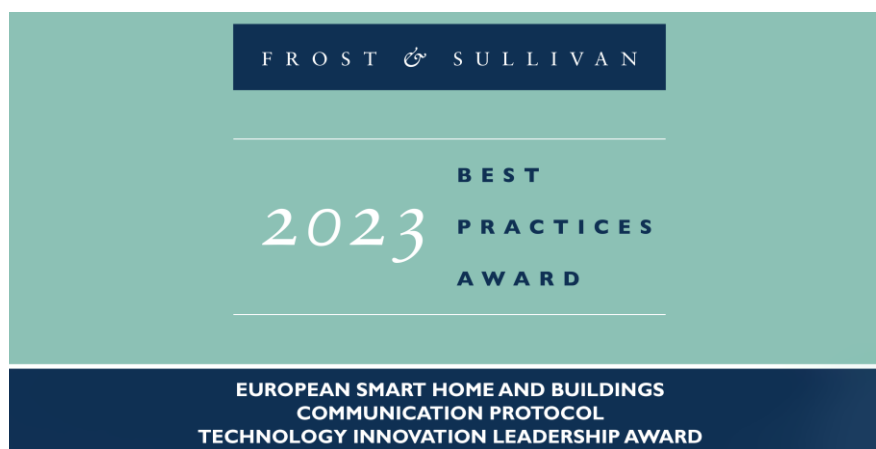 FROST & SULLIVAN
2023
BEST
PRACTICES
AWARD
EUROPEAN SMART HOME AND BUILDINGS
COMMUNICATION PROTOCOL
TECHNOLOGY INNOVATION LEADERSHIP AWARD